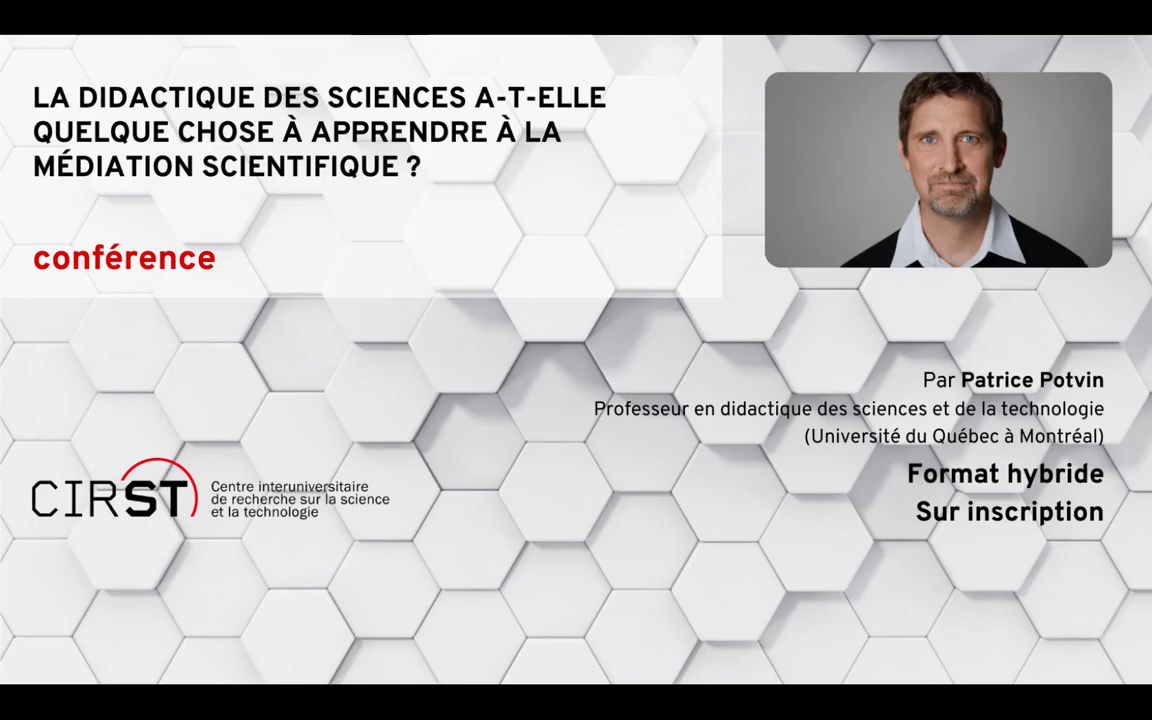 LA DIDACTIQUE DES SCIENCES A-T-ELLE
QUELQUE CHOSE À APPRENDRE À LA
MÉDIATION SCIENTIFIQUE ?
conférence
Par Patrice Potvin
Professeur en didactique des sciences et de la technologie
(Université du Québec à Montréal)
Format hybride
Sur inscription
CIRST
Centre interuniversitaire
de recherche sur la science
et la technologie